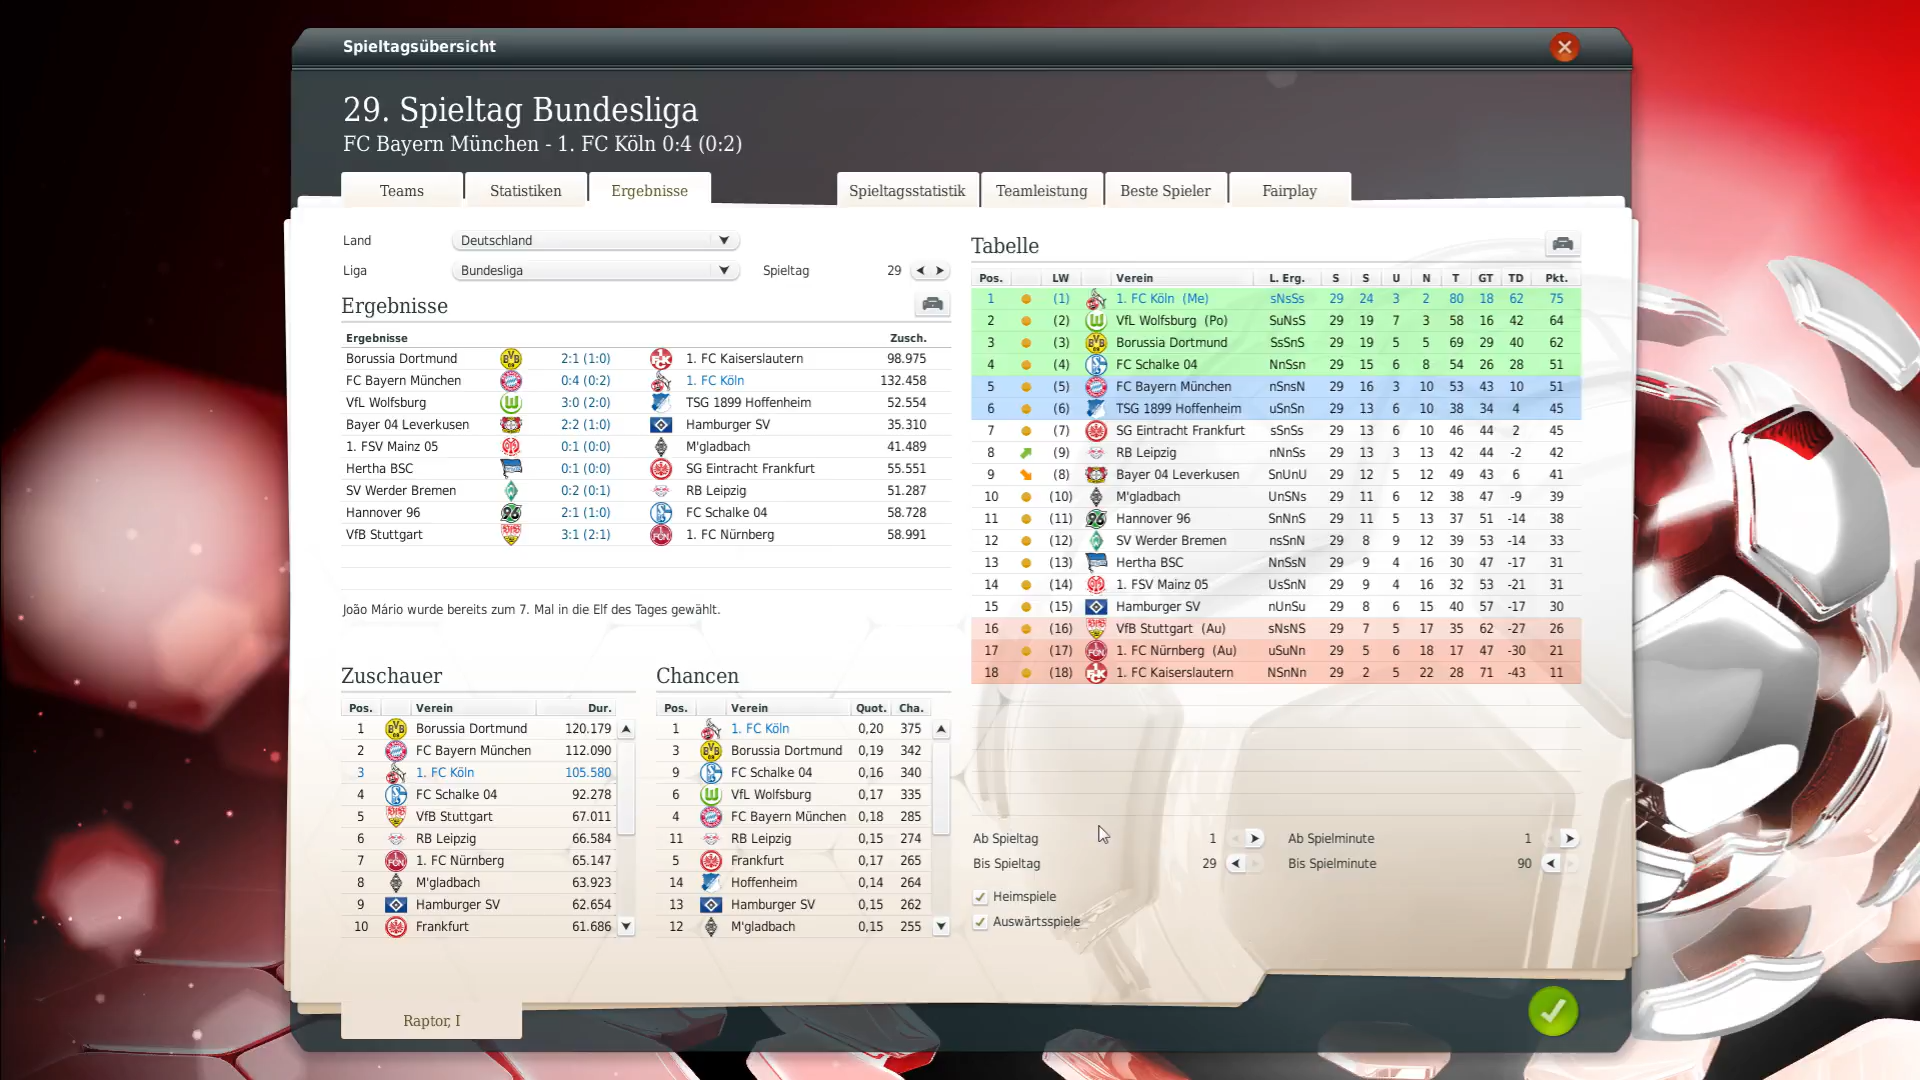 Spieltagsübersicht
29. Spieltag Bundesliga
FC Bayern München - 1. FC Köln 0:4 (0:2)
Teams Statistiken Ergebnisse Spieltagsstatistik Teamleistung Beste Spieler Fairplay
Land Deutschland
Liga Bundesliga Spieltag 29
Ergebnisse
Ergebnisse Zusch.
Borussia Dortmund 2:1 (1:0) 1. FC Kaiserslautern 98.975
FC Bayern München 0:4 (0:2) 1. FC Köln 132.458
VfL Wolfsburg 3:0 (2:0) TSG 1899 Hoffenheim 52.554
Bayer 04 Leverkusen 2:2 (1:0) Hamburger SV 35.310
1. FSV Mainz 05 0:1 (0:0) M'gladbach 41.489
Hertha BSC 0:1 (0:0) SG Eintracht Frankfurt 55.551
SV Werder Bremen 0:2 (0:1) RB Leipzig 51.287
Hannover 96 2:1 (1:0) FC Schalke 04 58.728
VfB Stuttgart 3:1 (2:1) 1. FC Nürnberg 58.991
João Mário wurde bereits zum 7. Mal in die Elf des Tages gewählt.
Zuschauer
Pos. Verein Dur.
1 Borussia Dortmund 120.179
2 FC Bayern München 112.090
3 1. FC Köln 105.580
4 FC Schalke 04 92.278
5 VfB Stuttgart 67.011
6 RB Leipzig 66.584
7 1. FC Nürnberg 65.147
8 M'gladbach 63.923
9 Hamburger SV 62.654
10 Frankfurt 61.686
Chancen
Pos. Verein Quot. Cha.
1 1. FC Köln 0,20 375
3 Borussia Dortmund 0,19 342
9 FC Schalke 04 0,16 340
6 VfL Wolfsburg 0,17 335
4 FC Bayern München 0,18 285
11 RB Leipzig 0,15 274
5 Frankfurt 0,17 265
14 Hoffenheim 0,14 264
13 Hamburger SV 0,15 262
12 M'gladbach 0,15 255
Tabelle
Pos. LW Verein L. Erg. S S U N T GT TD Pkt.
1 (1) 1. FC Köln (Me) sNsSs 29 24 3 2 80 18 62 75
2 (2) VfL Wolfsburg (Po) SuNsS 29 19 7 3 58 16 42 64
3 (3) Borussia Dortmund SsSnS 29 19 5 5 69 29 40 62
4 (4) FC Schalke 04 NnSsn 29 15 6 8 54 26 28 51
5 (5) FC Bayern München nSnsN 29 16 3 10 53 43 10 51
6 (6) TSG 1899 Hoffenheim uSnSn 29 13 6 10 38 34 4 45
7 (7) SG Eintracht Frankfurt sSnSs 29 13 6 10 46 44 2 45
8 (9) RB Leipzig nNnSs 29 13 3 13 42 44 -2 42
9 (8) Bayer 04 Leverkusen SnUnU 29 12 5 12 49 43 6 41
10 (10) M'gladbach UnSNs 29 11 6 12 38 47 -9 39
11 (11) Hannover 96 SnNnS 29 11 5 13 37 51 -14 38
12 (12) SV Werder Bremen nsSnN 29 8 9 12 39 53 -14 33
13 (13) Hertha BSC NnSsN 29 9 4 16 30 47 -17 31
14 (14) 1. FSV Mainz 05 UsSnN 29 9 4 16 32 53 -21 31
15 (15) Hamburger SV nUnSu 29 8 6 15 40 57 -17 30
16 (16) VfB Stuttgart (Au) sNsNS 29 7 5 17 35 62 -27 26
17 (17) 1. FC Nürnberg (Au) uSuNn 29 5 6 18 17 47 -30 21
18 (18) 1. FC Kaiserslautern NSnNn 29 2 5 22 28 71 -43 11
Ab Spieltag 1 Ab Spielminute 1
Bis Spieltag 29 Bis Spielminute 90
Heimspiele
Auswärtsspiele
Raptor, I